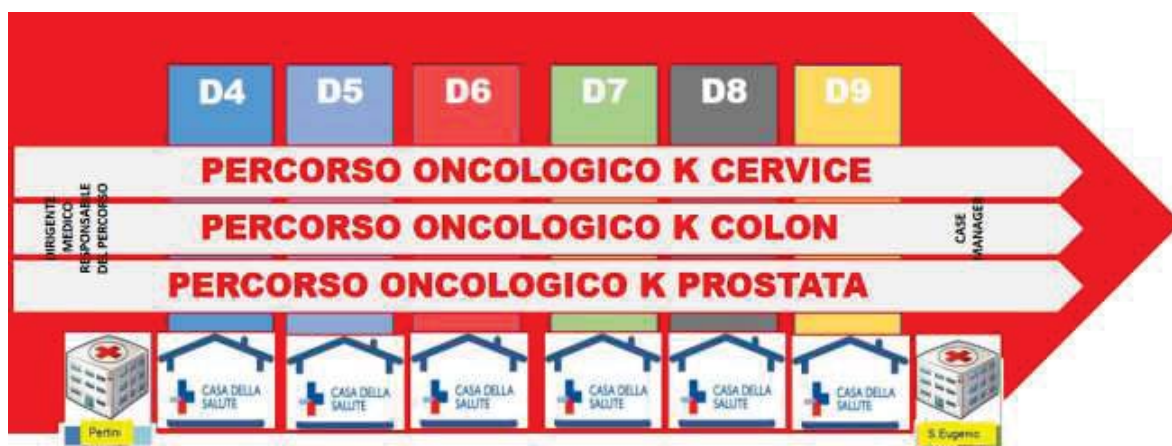 D4 D5 D6 D7 D8 D9
PERCORSO ONCOLOGICO K CERVICE
PERCORSO ONCOLOGICO K COLON
PERCORSO ONCOLOGICO K PROSTATA
DIRIGENTE
MEDICO
RESPONSABILE
DEL PERCORSO
CASE
MANAGER
CASA DELLA
SALUTE
CASA DELLA
SALUTE
CASA DELLA
SALUTE
CASA DELLA
SALUTE
CASA DELLA
SALUTE
CASA DELLA
SALUTE
Pertini
S.Eugenio